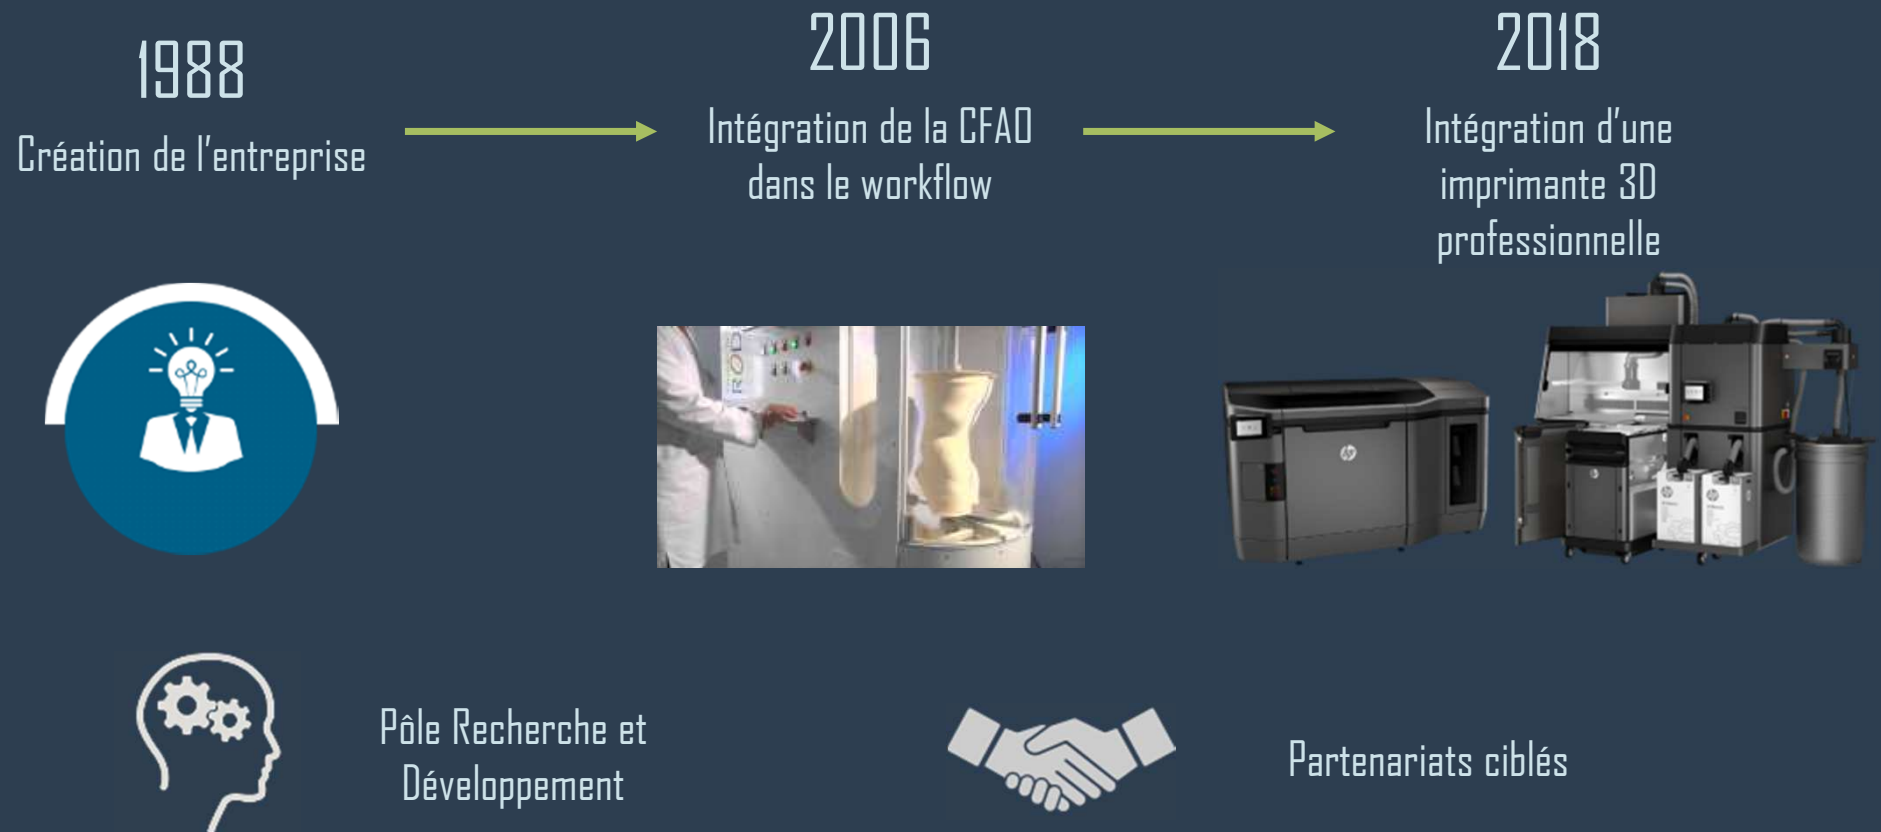 1988
Création de l'entreprise
2006
Intégration de la CFAO
dans le workflow
2018
Intégration d'une
imprimante 3D
professionnelle
hp
Pôle Recherche et
Développement
Partenariats ciblés